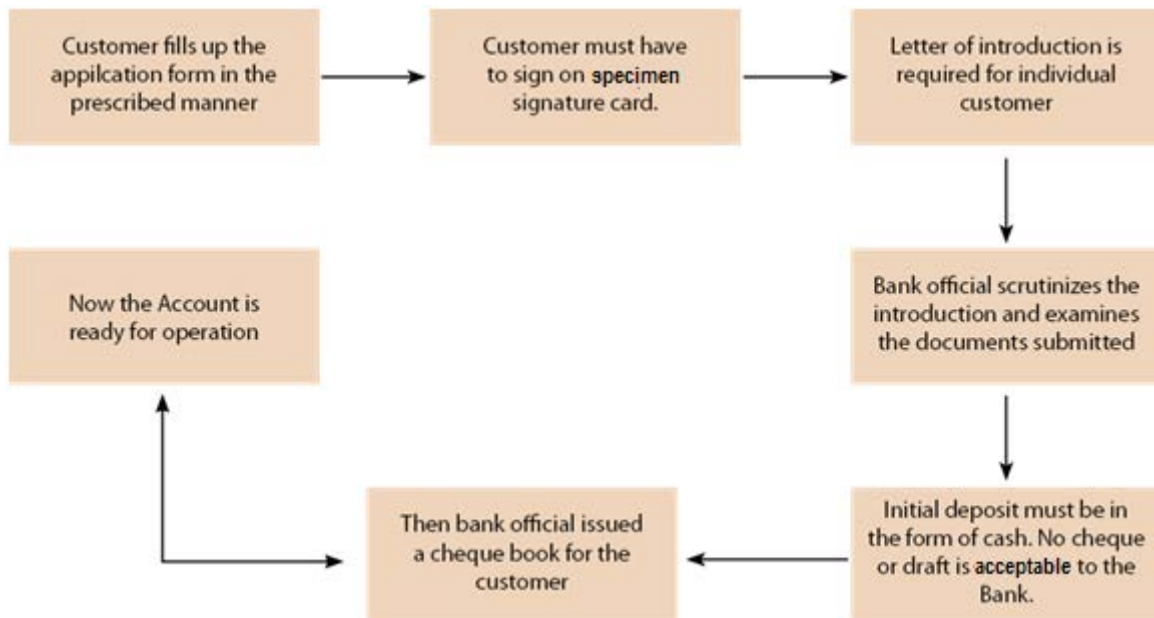 Customer fills up the
appilcation form in the
prescribed manner
Customer must have
to sign on specimen
signature card.
Letter of introduction is
required for individual
customer
Bank official scrutinizes the
introduction and examines
the documents submitted
Initial deposit must be in
the form of cash. No cheque
or draft is acceptable to the
Bank.
Then bank official issued
a cheque book for the
customer
Now the Account is
ready for operation